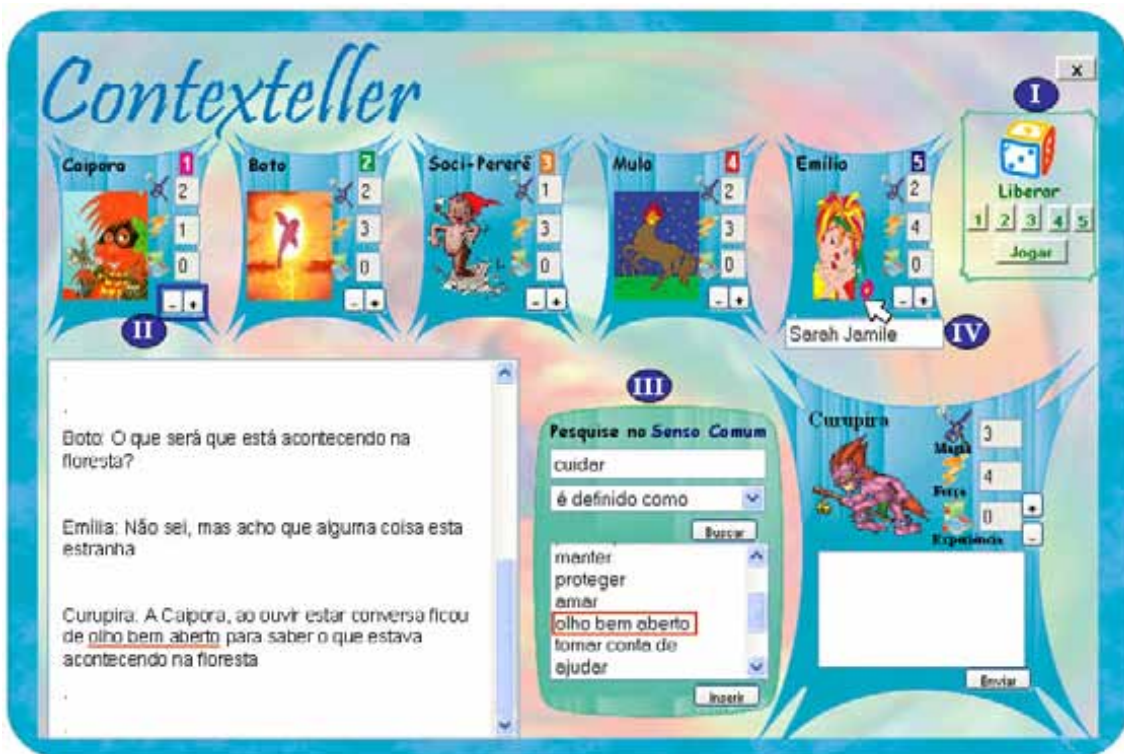 Contexteller
X
I
Caipora 1
2
1
0
- +
Boto 2
2
3
0
- +
Saci-Pererê 3
1
3
0
- +
Mula 4
2
3
0
- +
Emília 5
2
4
0
- +
Liberar
1 2 3 4 5
Jogar
II
Sarah Jamile
IV
.
.
Boto: O que será que está acontecendo na
floresta?
Emília: Não sei, mas acho que alguma coisa esta
estranha
Curupira: A Caipora, ao ouvir estar conversa ficou
de olho bem aberto para saber o que estava
acontecendo na floresta
.
.
III
Pesquise no Senso Comum
cuidar
é definido como
Buscar
manter
proteger
amar
olho bem aberto
tomar conta de
ajudar
Inserir
Curupira
Magia 3
Força 4
Experiência 0
+
-
Enviar